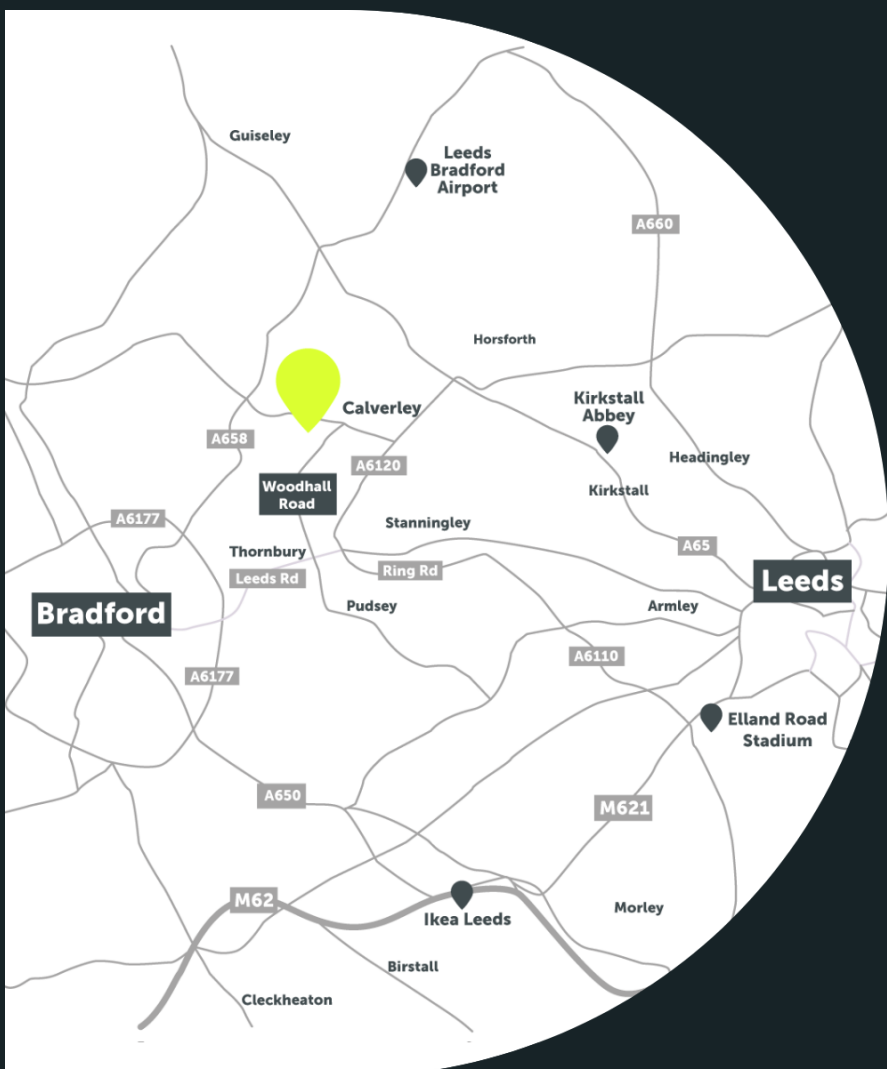 Guiseley
Leeds
Bradford
Airport
A660
Horsforth
Kirkstall
Abbey
Calverley
A658
A6120
Headingley
Woodhall
Road
Kirkstall
A6177
Stanningley
A65
Thornbury
Leeds Rd
Ring Rd
Leeds
Bradford
Pudsey
Armley
A6110
A6177
Elland Road
Stadium
A650
M621
M62
Ikea Leeds
Morley
Birstall
Cleckheaton